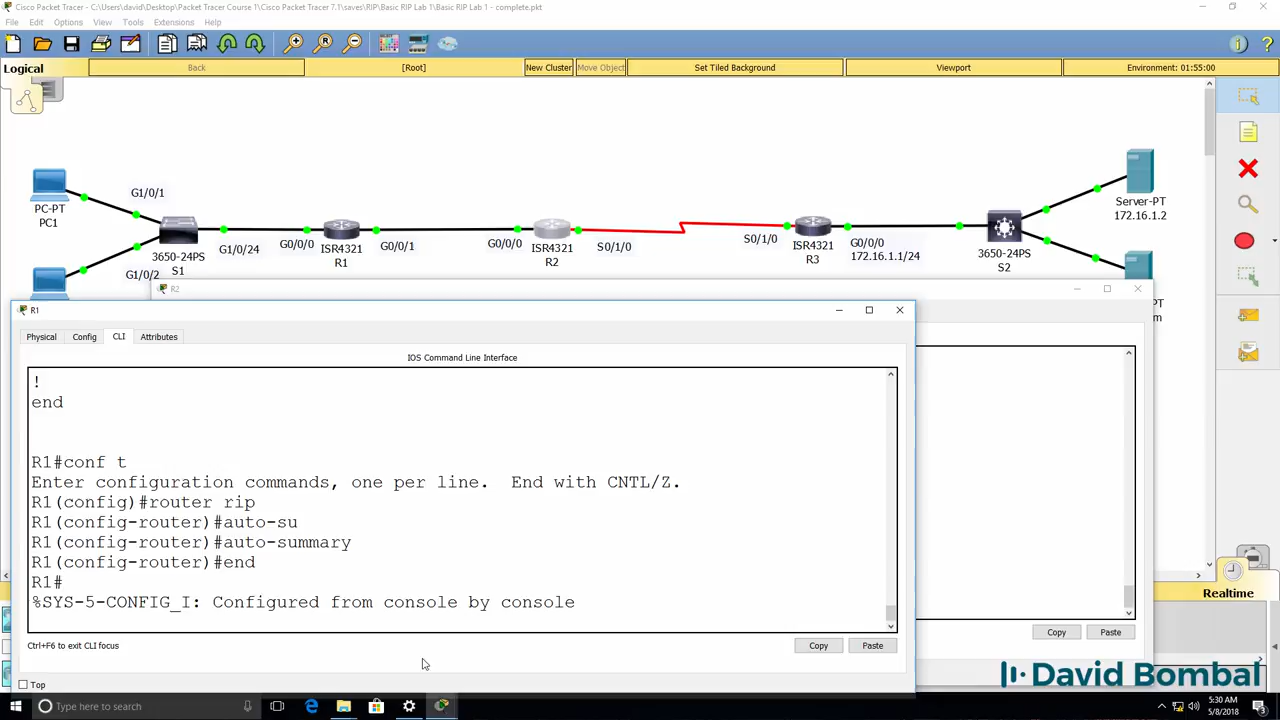 Cisco Packet Tracer - C:\Users\david\Desktop\Packet Tracer Course 1\Cisco Packet Tracer 7.1\saves\RIP\Basic RIP Lab 1\Basic RIP Lab 1 - complete.pkt
File Edit Options View Tools Extensions Help
Logical Back [Root] New Cluster Move Object Set Tiled Background Viewport Environment: 01:55:00
G1/0/1
PC-PT
PC1
3650-24PS
S1
G1/0/24
G0/0/0
ISR4321
R1
G0/0/1
G0/0/0
ISR4321
R2
S0/1/0
S0/1/0
ISR4321
R3
G0/0/0
172.16.1.1/24
3650-24PS
S2
Server-PT
172.16.1.2
G1/0/2
R2
R1
Physical Config CLI Attributes
IOS Command Line Interface
!
end
R1#conf t
Enter configuration commands, one per line. End with CNTL/Z.
R1(config)#router rip
R1(config-router)#auto-su
R1(config-router)#auto-summary
R1(config-router)#end
R1#
%SYS-5-CONFIG_I: Configured from console by console
Ctrl+F6 to exit CLI focus
Copy Paste
Top
Copy Paste
Realtime
David Bombal
Type here to search
5:30 AM
5/8/2018